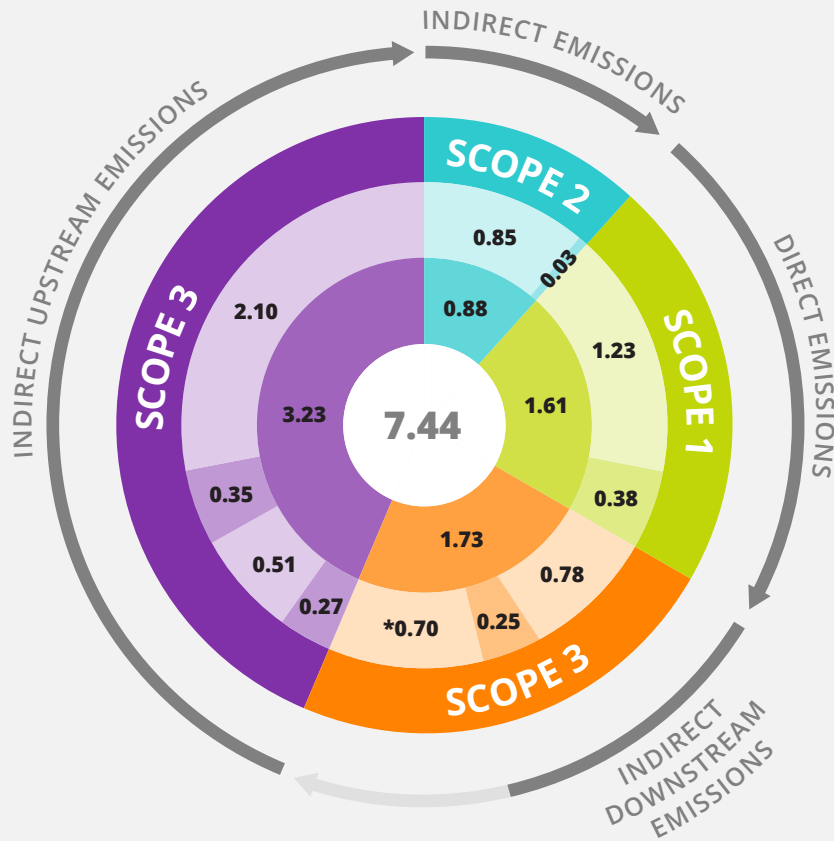 INDIRECT EMISSIONS
DIRECT EMISSIONS
INDIRECT
DOWNSTREAM
EMISSIONS
INDIRECT UPSTREAM EMISSIONS
SCOPE 2
0.85
0.03
0.88
SCOPE 1
1.23
0.38
1.61
SCOPE 3
0.78
0.25
*0.70
1.73
SCOPE 3
2.10
0.35
0.51
0.27
3.23
7.44